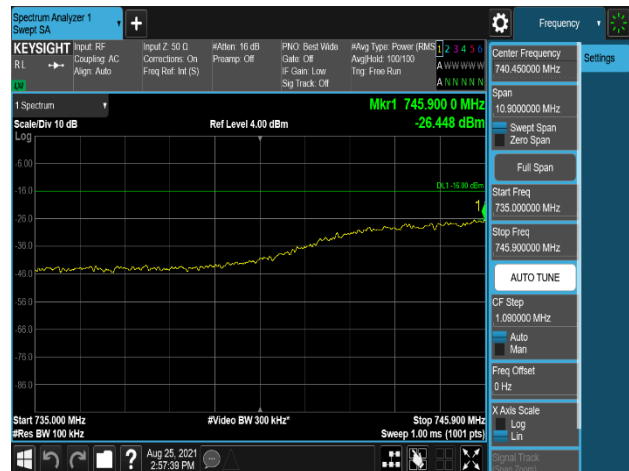 Spectrum Analyzer 1
Swept SA
+
Frequency
KEYSIGHT
RL
Input: RF
Coupling: AC
Align: Auto
Input Z: 50 Ω
Corrections: On
Freq Ref: Int (S)
#Atten: 16 dB
Preamp: Off
PNO: Best Wide
Gate: Off
IF Gain: Low
Sig Track: Off
#Avg Type: Power (RMS
Avg|Hold: 100/100
Trig: Free Run
1 2 3 4 5 6
A W W W W W
A N N N N N
Center Frequency
740.450000 MHz
Settings
Span
10.9000000 MHz
Swept Span
Zero Span
Full Span
Start Freq
735.000000 MHz
Stop Freq
745.900000 MHz
AUTO TUNE
CF Step
1.090000 MHz
Auto
Man
Freq Offset
0 Hz
X Axis Scale
Log
Lin
Signal Track
(Span Zoom)
1 Spectrum
Scale/Div 10 dB
Log
Ref Level 4.00 dBm
Mkr1 745.900 0 MHz
-26.448 dBm
-6.00
-16.0
DL1 -16.00 dBm
1
-26.0
-36.0
-46.0
-56.0
-66.0
-76.0
-86.0
Start 735.000 MHz
#Res BW 100 kHz
#Video BW 300 kHz*
Stop 745.900 MHz
Sweep 1.00 ms (1001 pts)
?
Aug 25, 2021
2:57:39 PM